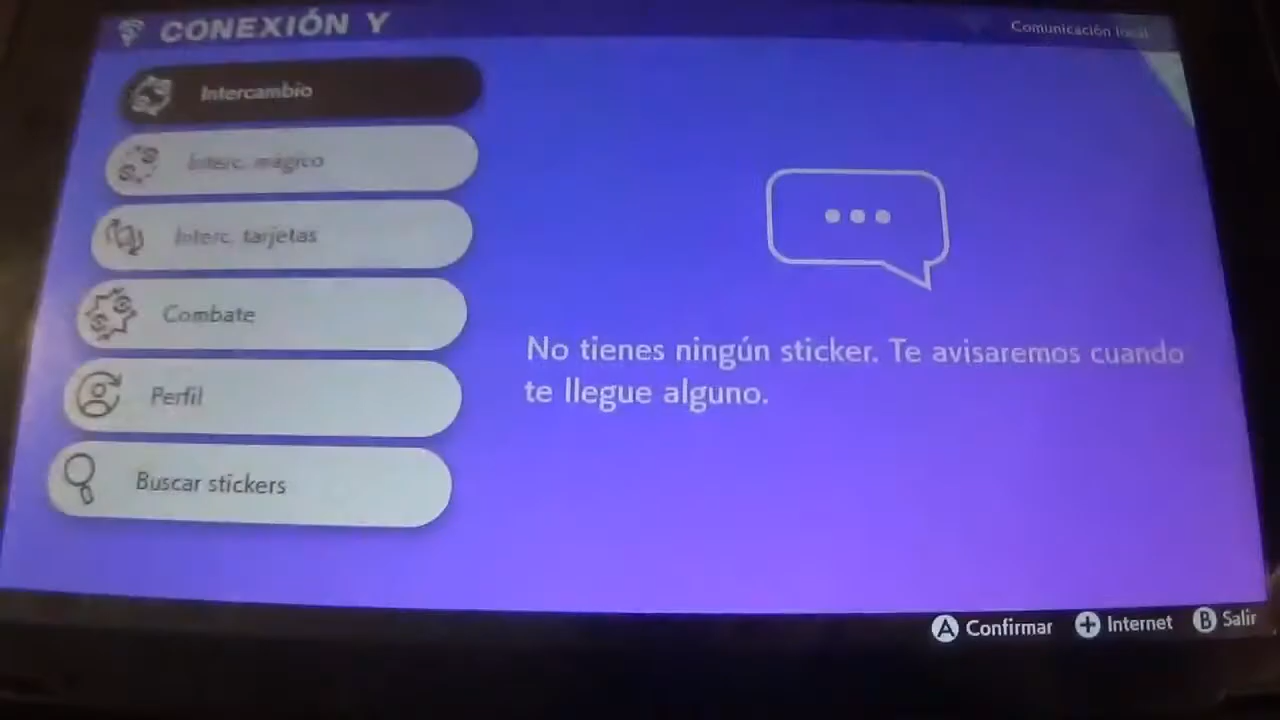 CONEXIÓN Y
Comunicación local
Intercambio
Interc. mágico
Interc. tarjetas
Combate
Perfil
Buscar stickers
No tienes ningún sticker. Te avisaremos cuando
te llegue alguno.
A Confirmar + Internet B Salir